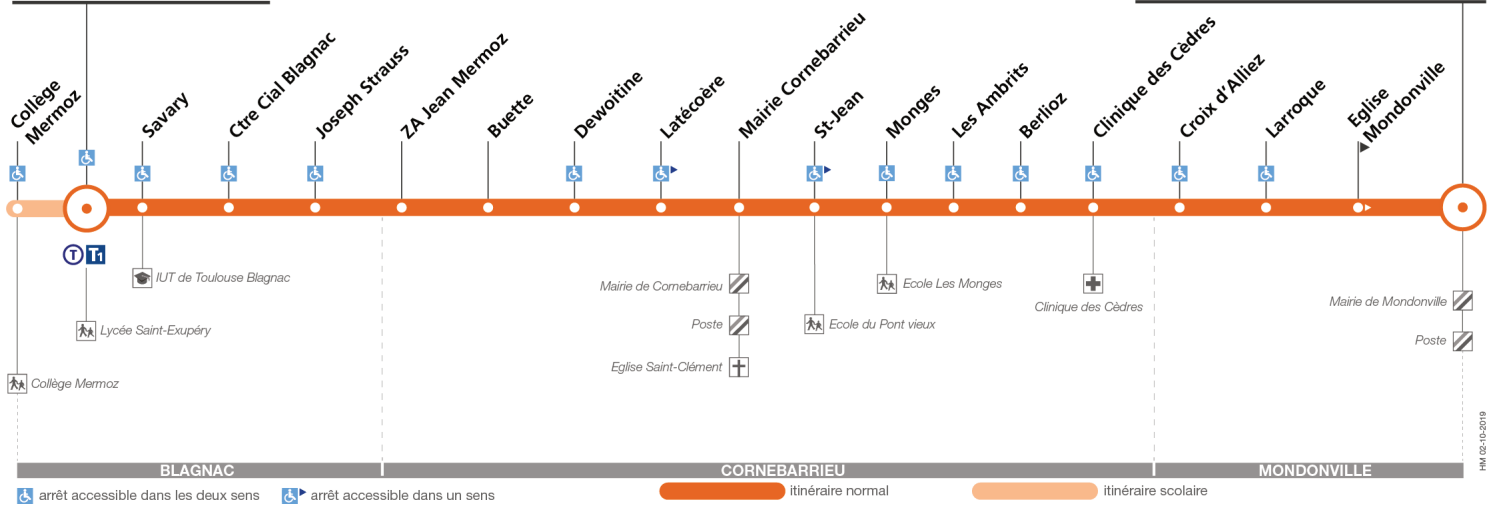 Collège
Mermoz
Savary
Ctre Cial Blagnac
Joseph Strauss
ZA Jean Mermoz
Buette
Dewoitine
Latécoère
Mairie Cornebarrieu
St-Jean
Monges
Les Ambrits
Berlioz
Clinique des Cèdres
Croix d'Alliez
Larroque
Eglise
Mondonville
T T1
IUT de Toulouse Blagnac
Lycée Saint-Exupéry
Collège Mermoz
Mairie de Cornebarrieu
Poste
Eglise Saint-Clément
Ecole du Pont vieux
Ecole Les Monges
Clinique des Cèdres
Mairie de Mondonville
Poste
HM 02-10-2019
BLAGNAC
CORNEBARRIEU
MONDONVILLE
arrêt accessible dans les deux sens
arrêt accessible dans un sens
itinéraire normal
itinéraire scolaire